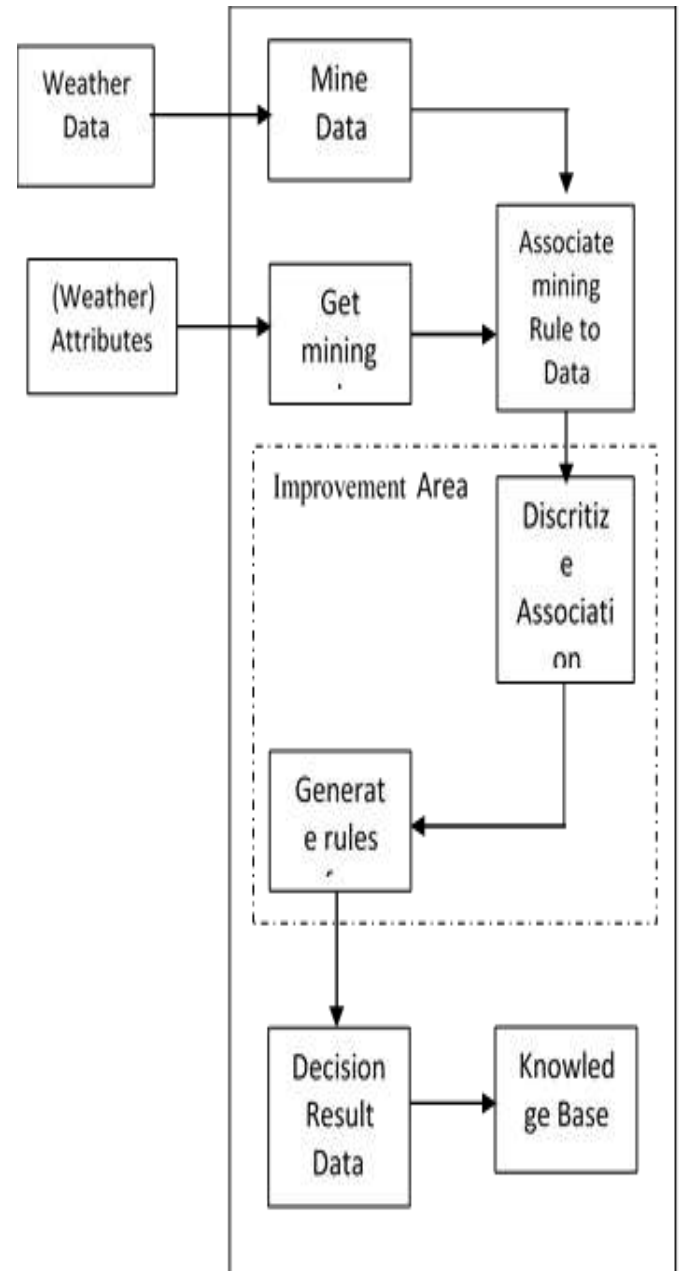 Weather
Data
Mine
Data
(Weather)
Attributes
Get
mining
Associate
mining
Rule to
Data
Improvement Area
Discritiz
e
Associati
on
Generat
e rules
Decision
Result
Data
Knowled
ge Base